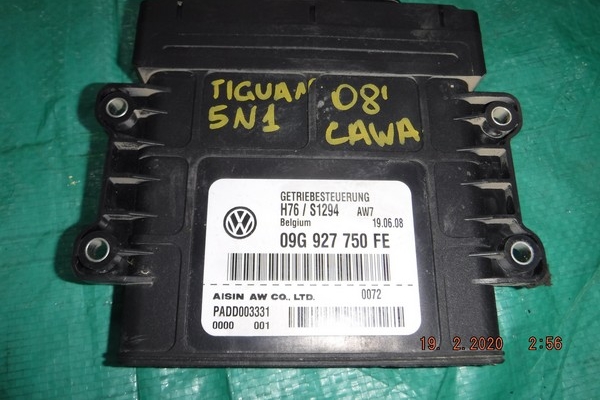 TIGUAN 08'
5N1 CAWA
GETRIEBESTEUERUNG
H76 / S1294 AW7
Belgium 19.06.08
09G 927 750 FE
AISIN AW CO., LTD. 0072
PADD003331
0000 001
19. 2.2020 2:56